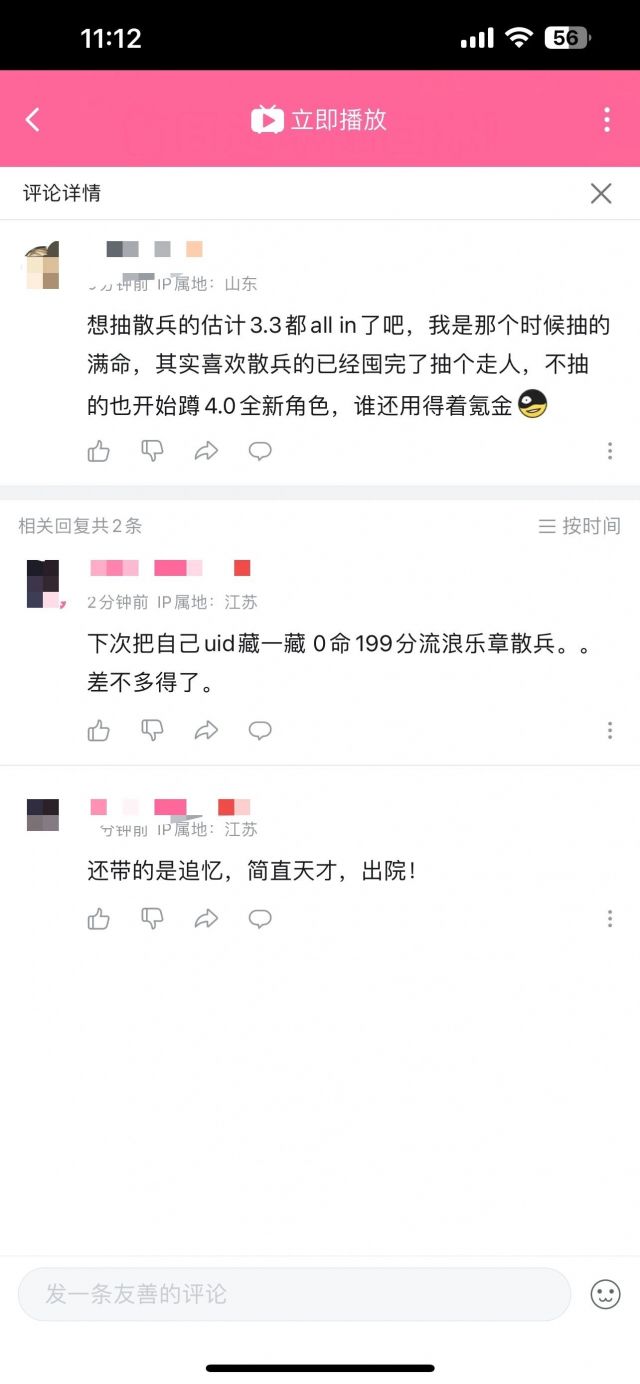 11:12
56
立即播放
评论详情
分钟前 IP属地：山东
想抽散兵的估计3.3都all in了吧，我是那个时候抽的
满命，其实喜欢散兵的已经囤完了抽个走人，不抽
的也开始蹲4.0全新角色，谁还用得着氪金
相关回复共2条
按时间
2分钟前 IP属地：江苏
下次把自己uid藏一藏 0命199分流浪乐章散兵。。
差不多得了。
分钟前 IP属地：江苏
还带的是追忆，简直天才，出院！
发一条友善的评论